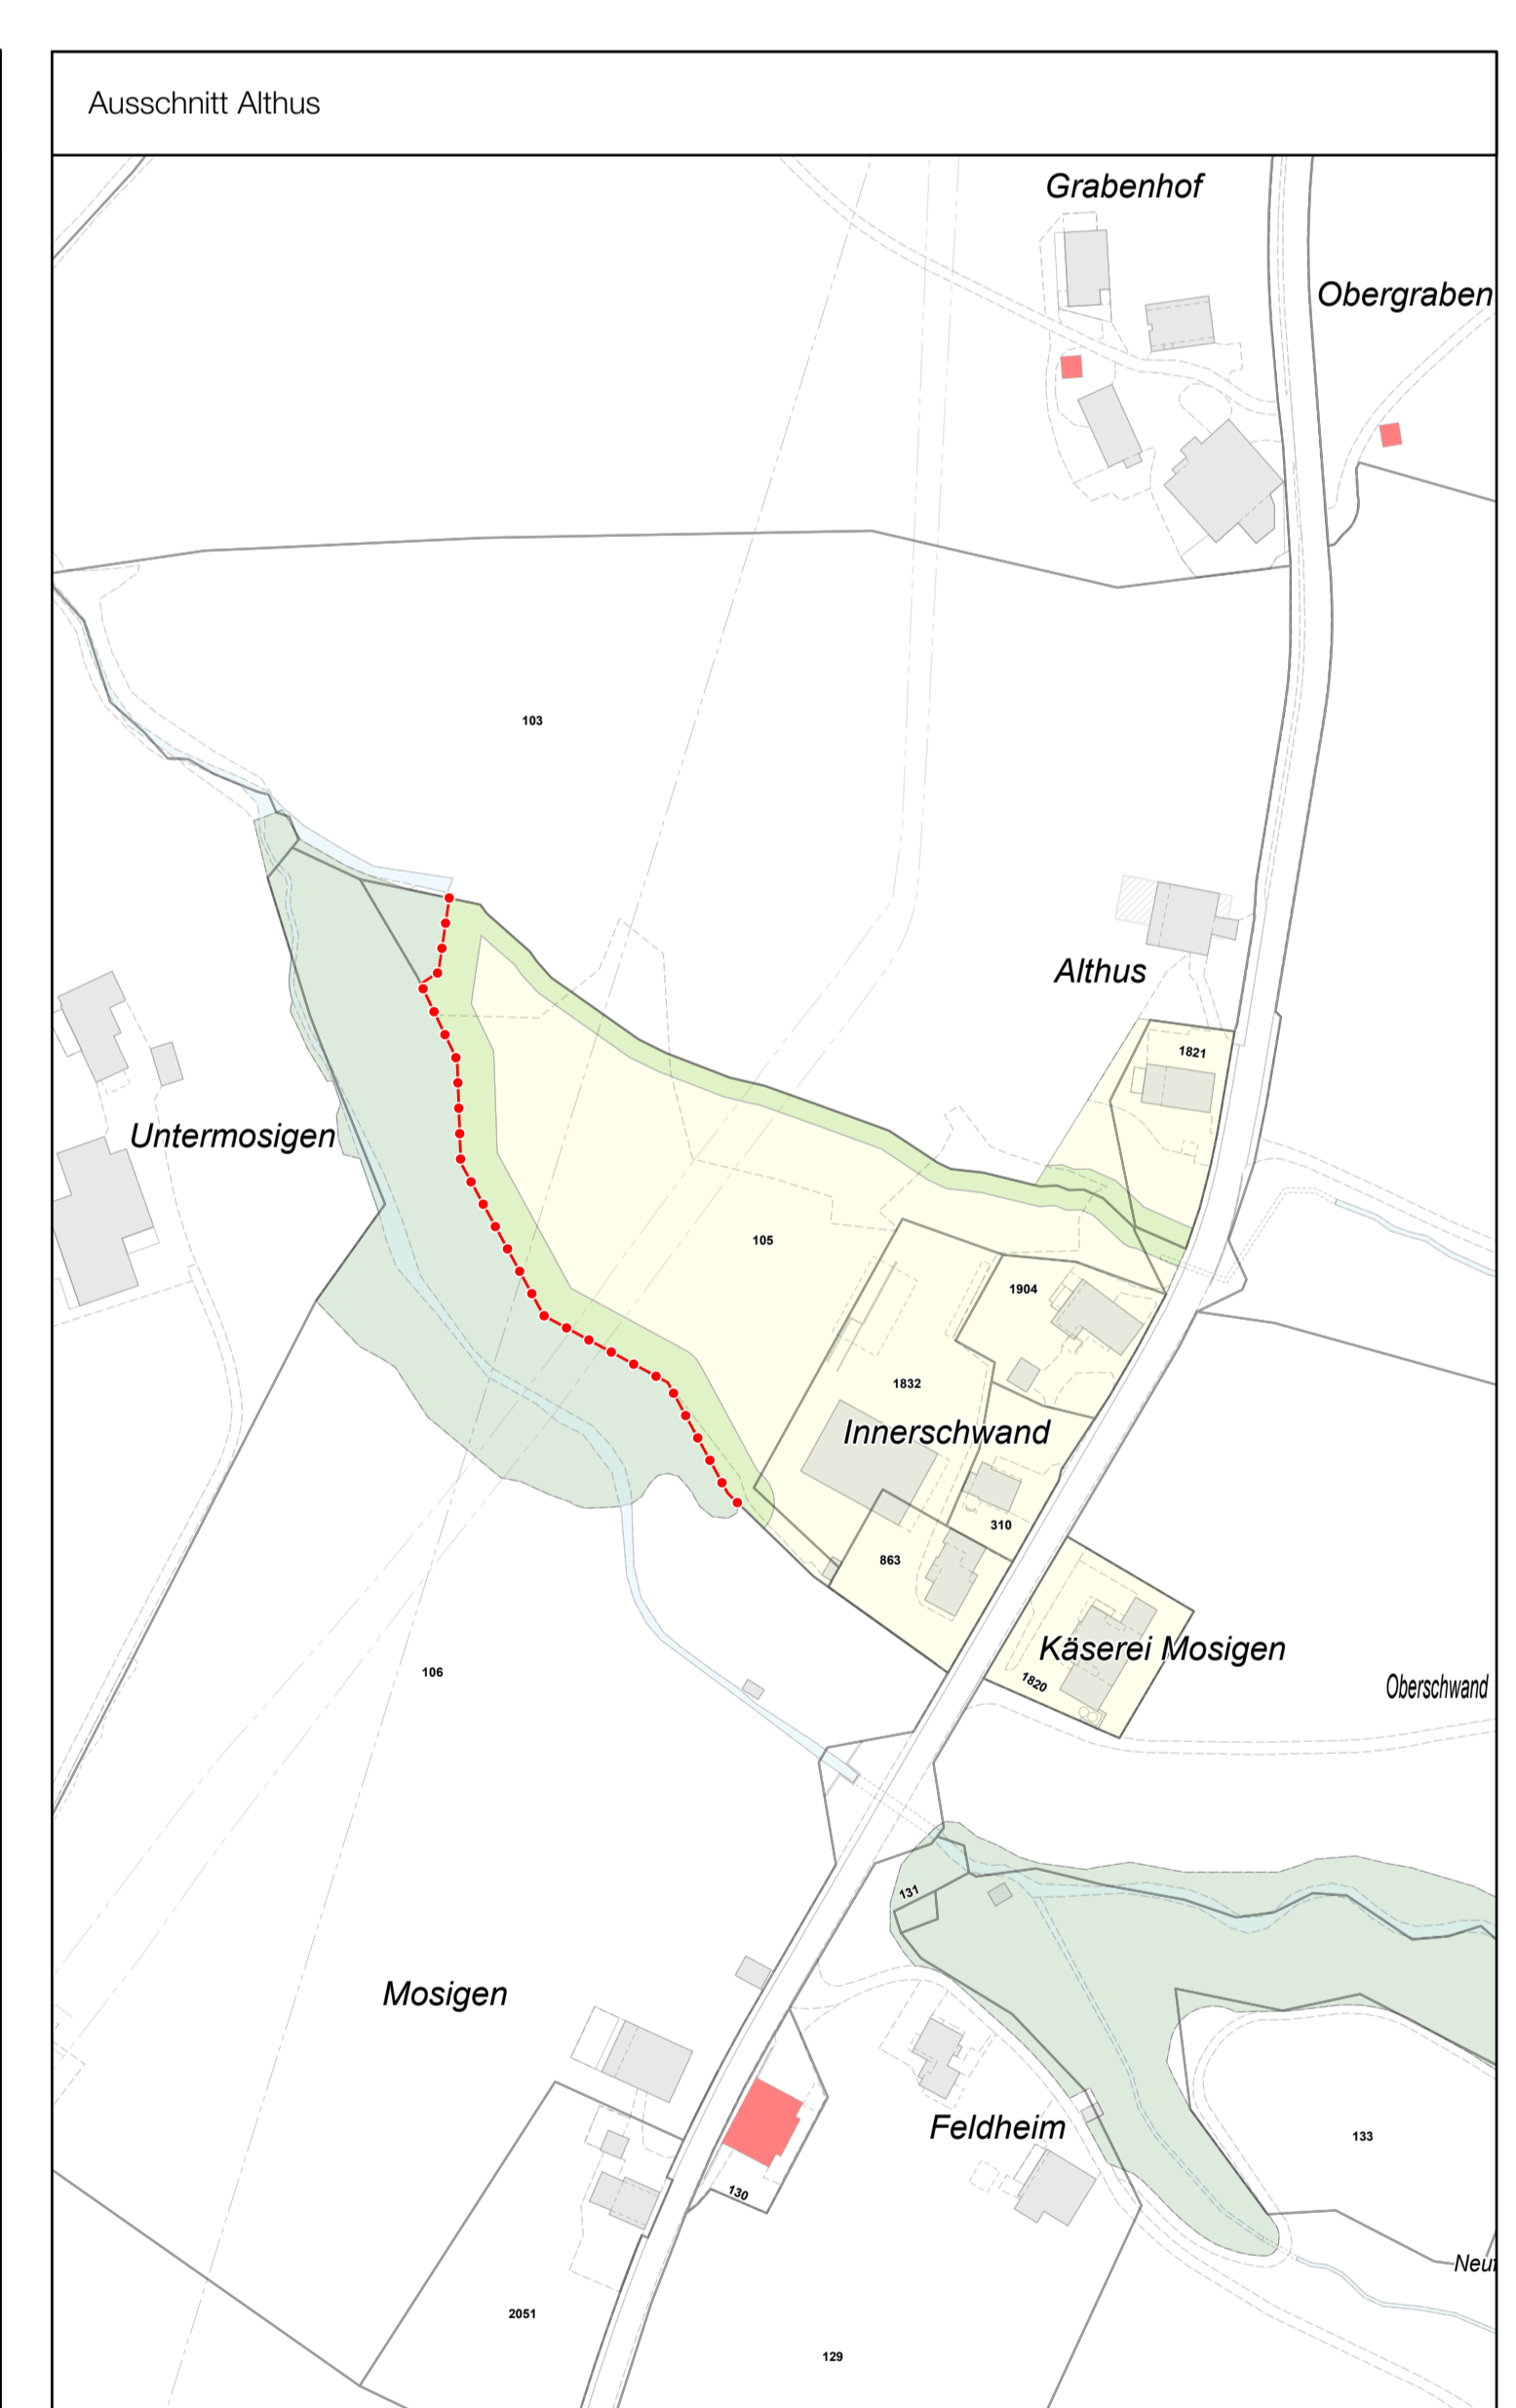 Ausschnitt Althus
Grabenhof
Obergraben
103
Althus
1821
Untermosigen
105
1904
1832
Innerschwand
310
863
Käserei Mosigen
1820
106
Oberschwand
131
Mosigen
Feldheim
133
130
Neuf
2051
129